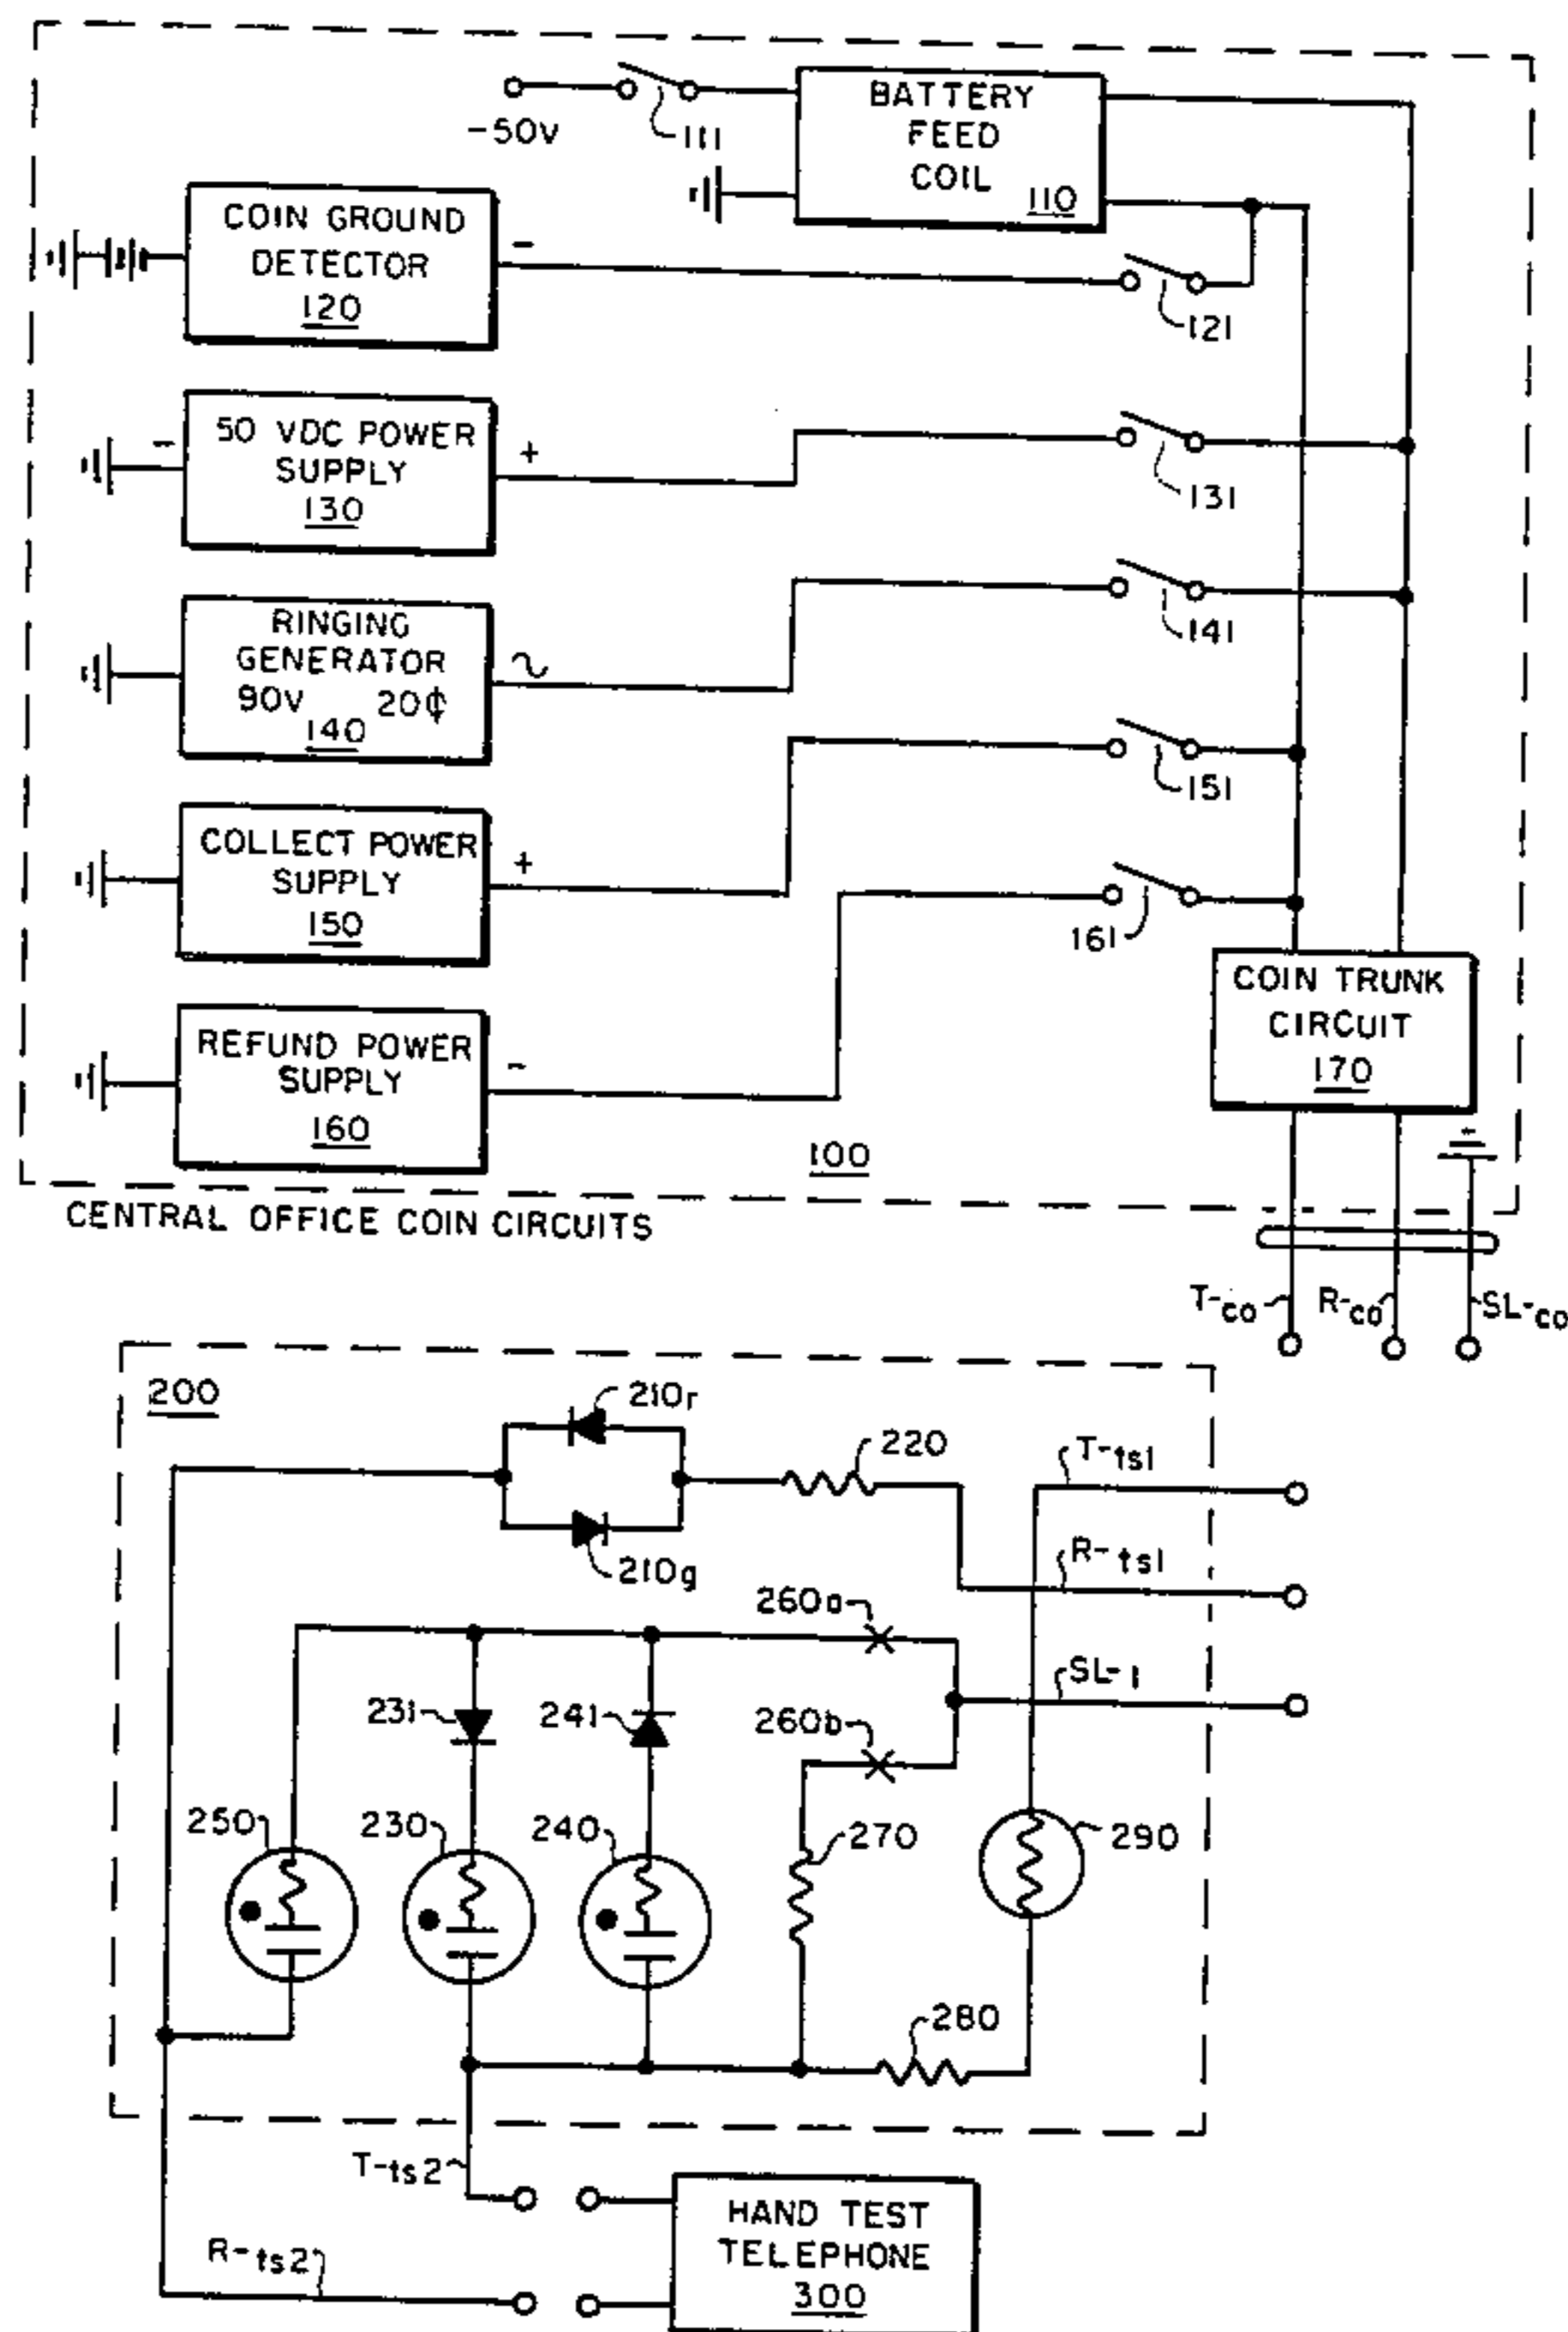 BATTERY
FEED
COIL
110
-50V
111
COIN GROUND
DETECTOR
120
-
121
50 VDC POWER
SUPPLY
130
-
+
131
RINGING
GENERATOR
90V 20¢
140
141
COLLECT POWER
SUPPLY
150
+
151
REFUND POWER
SUPPLY
160
-
161
COIN TRUNK
CIRCUIT
170
100
CENTRAL OFFICE COIN CIRCUITS
T-co
R-co
SL-co
200
210r
220
T-ts1
210g
R-ts1
260a
SL-1
231
241
260b
250
230
240
270
290
280
T-ts2
HAND TEST
TELEPHONE
300
R-ts2